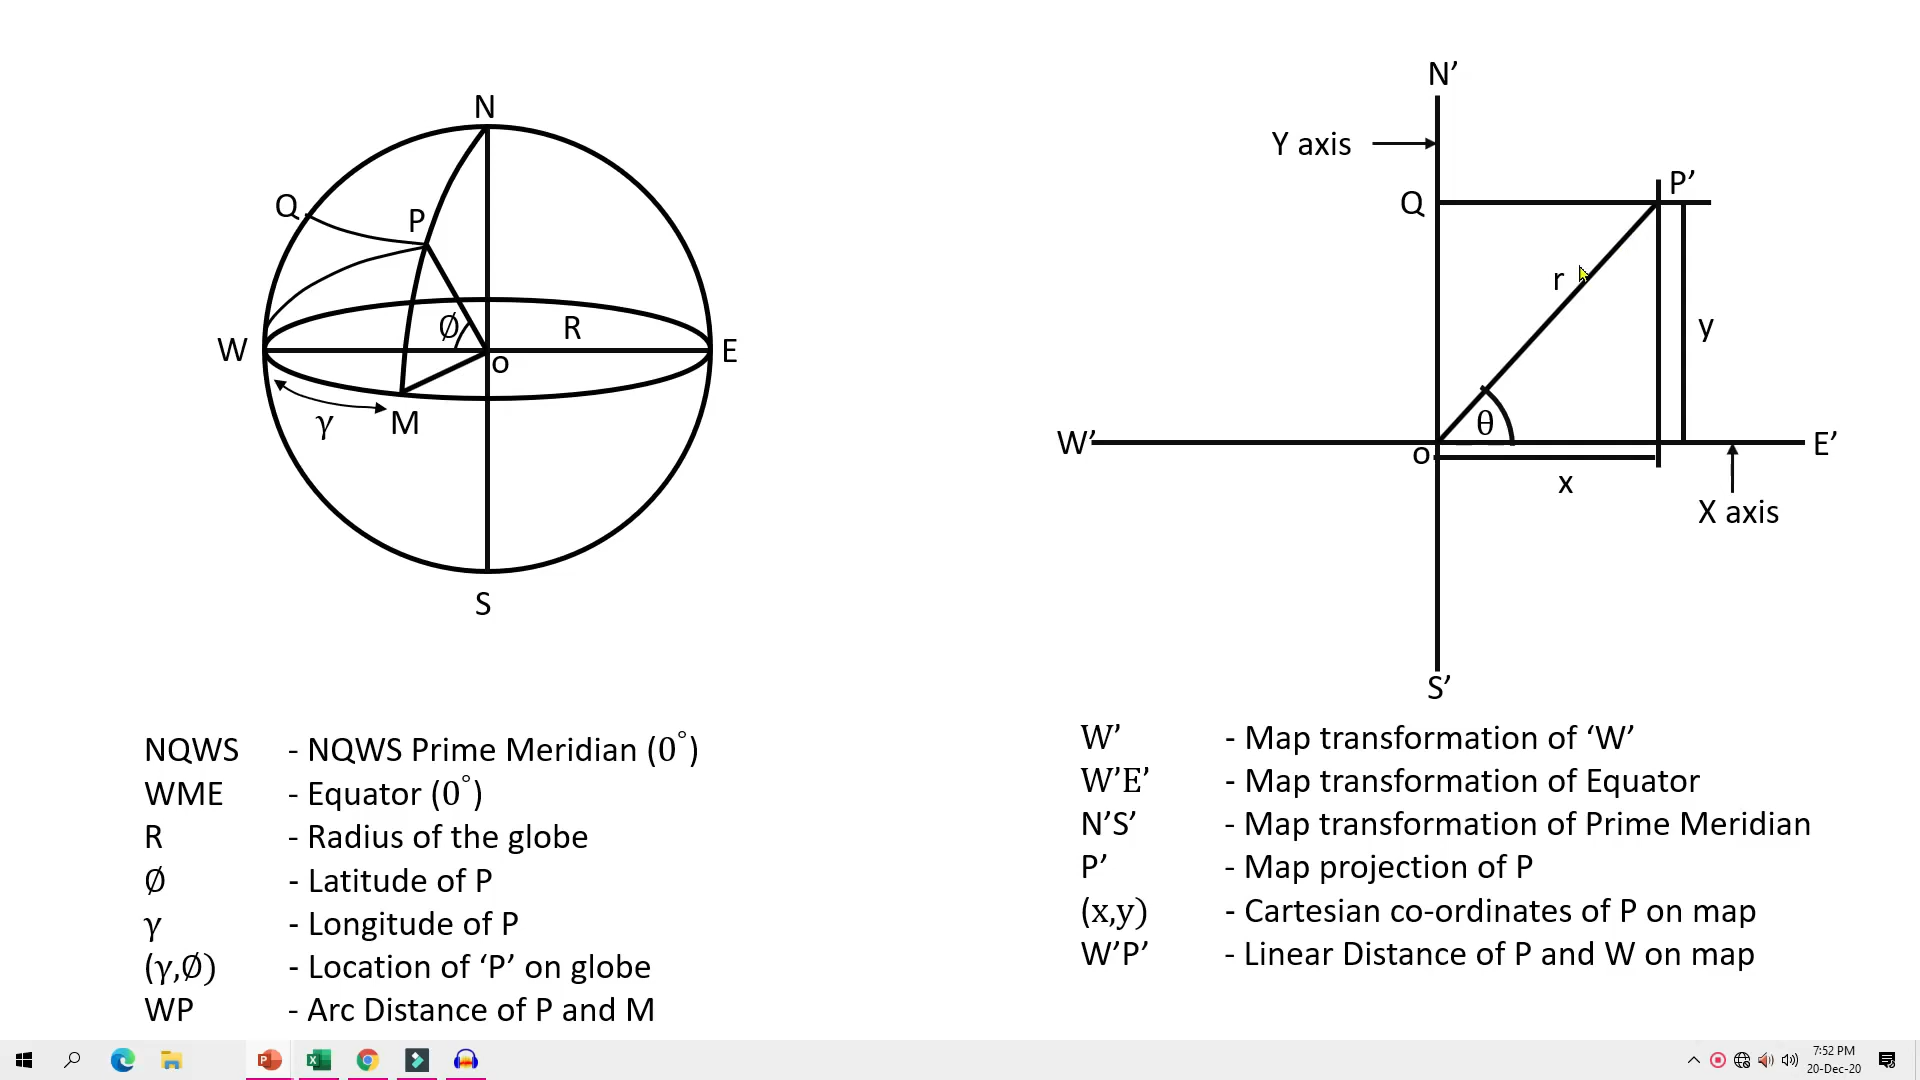 N
Q
P
W
Ø
R
o
E
γ
M
S
N’
Y axis
P’
Q
r
y
θ
W’
o
E’
x
X axis
S’
NQWS - NQWS Prime Meridian (0°)
WME - Equator (0°)
R - Radius of the globe
Ø - Latitude of P
γ - Longitude of P
(γ,Ø) - Location of ‘P’ on globe
WP - Arc Distance of P and M
W’ - Map transformation of ‘W’
W’E’ - Map transformation of Equator
N’S’ - Map transformation of Prime Meridian
P’ - Map projection of P
(x,y) - Cartesian co-ordinates of P on map
W’P’ - Linear Distance of P and W on map
7:52 PM
20-Dec-20